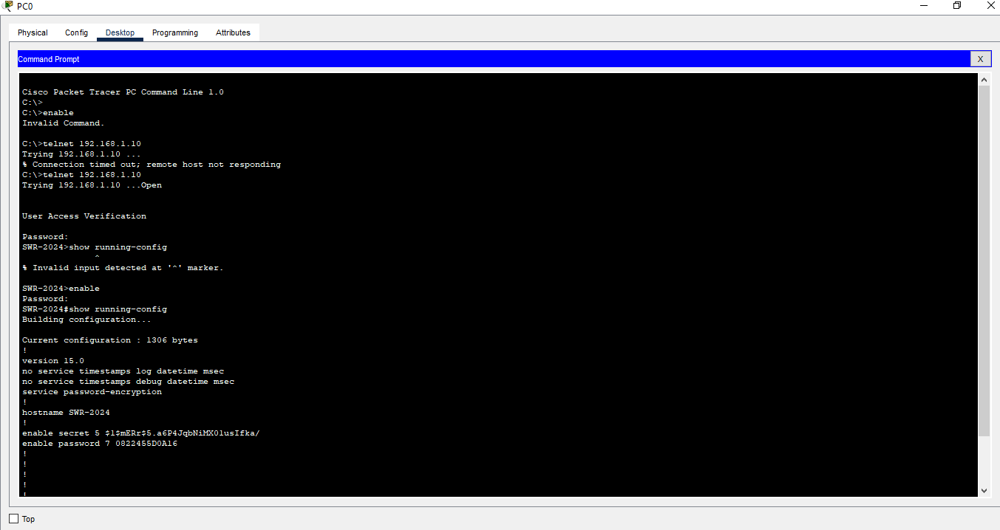 PC0
Physical Config Desktop Programming Attributes
Command Prompt X
Cisco Packet Tracer PC Command Line 1.0
C:\>
C:\>enable
Invalid Command.
C:\>telnet 192.168.1.10
Trying 192.168.1.10 ...
% Connection timed out; remote host not responding
C:\>telnet 192.168.1.10
Trying 192.168.1.10 ...Open
User Access Verification
Password:
SWR-2024>show running-config
^
% Invalid input detected at '^' marker.
SWR-2024>enable
Password:
SWR-2024#show running-config
Building configuration...
Current configuration : 1306 bytes
!
version 15.0
no service timestamps log datetime msec
no service timestamps debug datetime msec
service password-encryption
!
hostname SWR-2024
!
enable secret 5 $1$mERr$5.a6P4JqbNiMX01usIfka/
enable password 7 0822455D0A16
!
!
!
!
!
Top